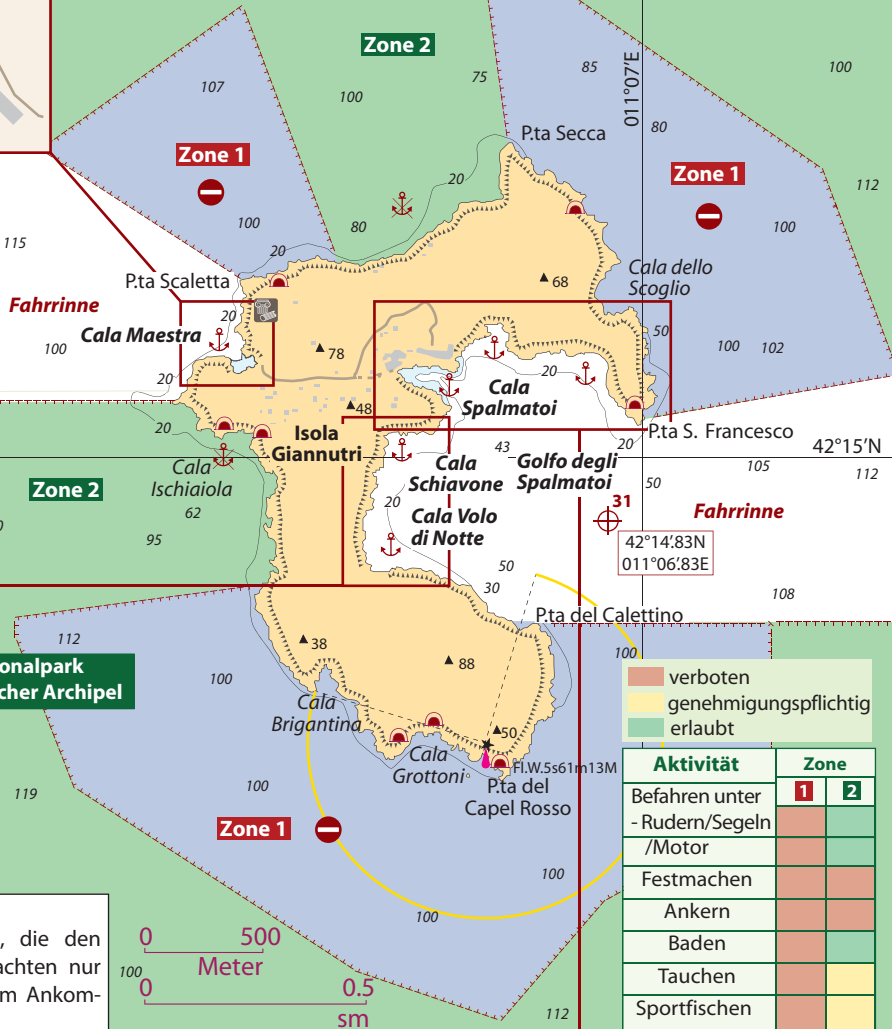 Zone 2
107
100
75
85
011°07'E
100
80
P.ta Secca
Zone 1
Zone 1
20
112
100
80
100
115
20
P.ta Scaletta
68
Cala dello
Scoglio
Fahrrinne
20
Cala Maestra
50
100
78
100
102
20
20
Cala
Spalmatoi
48
20
Isola
Giannutri
P.ta S. Francesco
20
43
42°15'N
Cala
Ischiaiola
Cala
Schiavone
Golfo degli
Spalmatoi
105
112
Zone 2
50
62
20
31
Fahrrinne
Cala Volo
di Notte
95
42°14'.83N
011°06'.83E
50
30
108
P.ta del Calettino
112
38
100
onalpark
cher Archipel
100
88
verboten
genehmigungspflichtig
erlaubt
Cala
Brigantina
50
Cala
Grottoni
Fl.W.5s61m13M
P.ta del
Capel Rosso
119
100
Zone 1
100
100
Aktivität
Zone
1
2
Befahren unter
- Rudern/Segeln
/Motor
Festmachen
Ankern
Baden
Tauchen
Sportfischen
, die den
achten nur
m Ankom-
100
0 500
Meter
0 0.5
sm
112